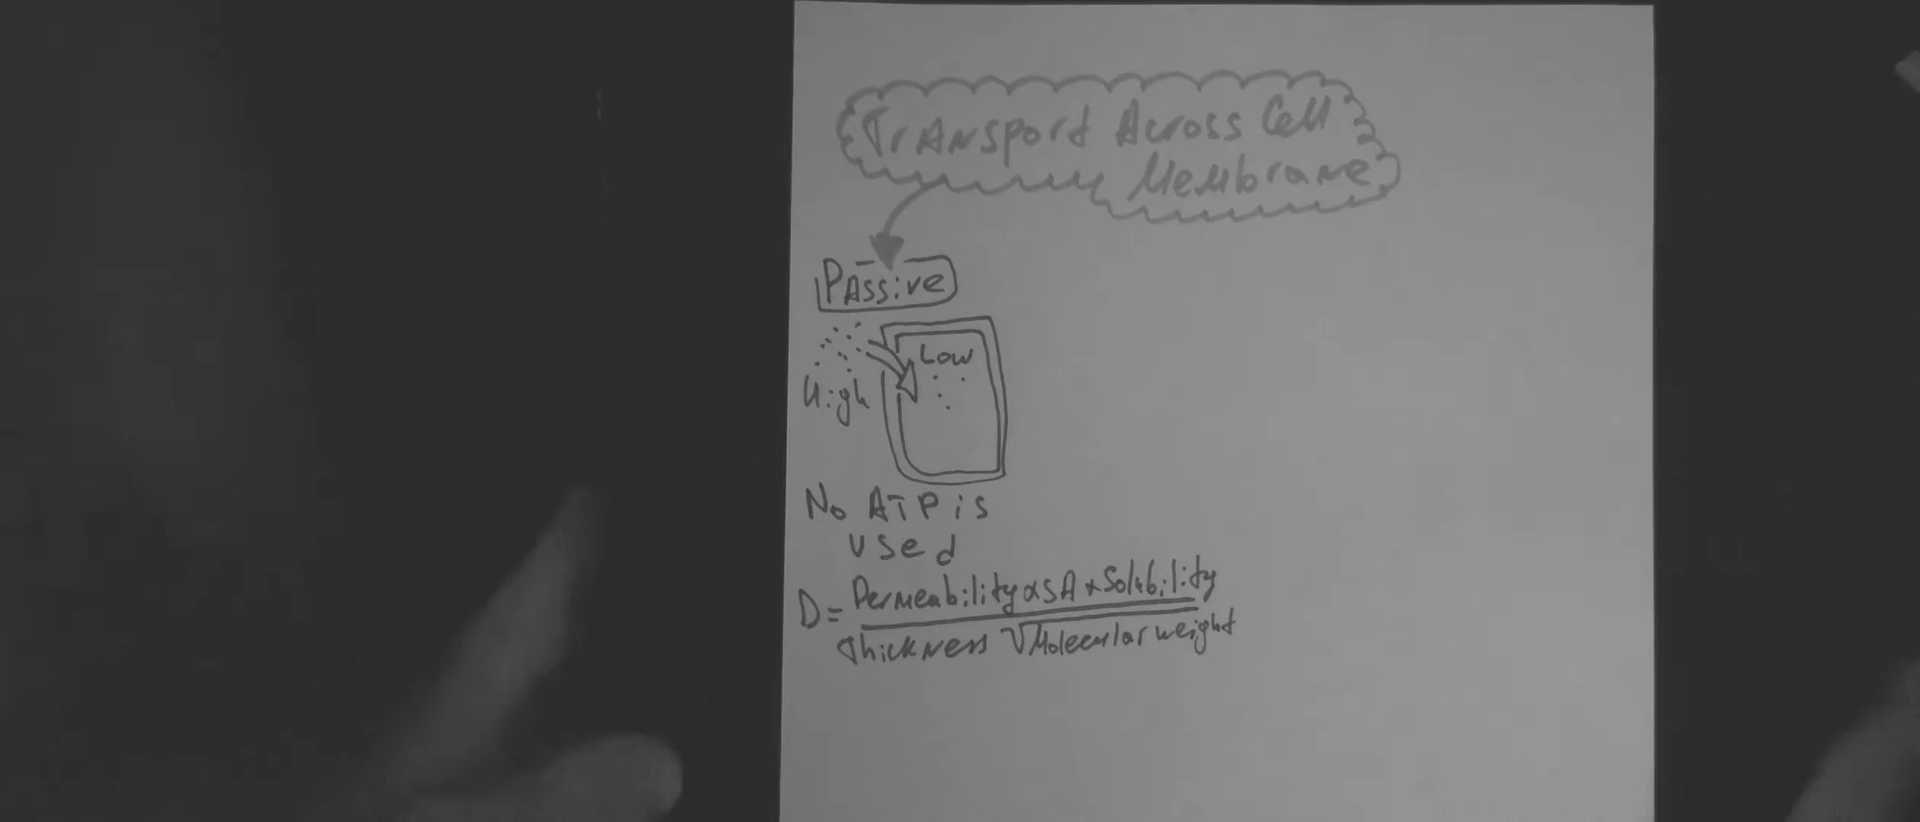 Transport Across Cell
Membrane
Passive
Low
High
No ATP is
used
D = Permeability x SA x Solubility
Thickness √Molecular weight